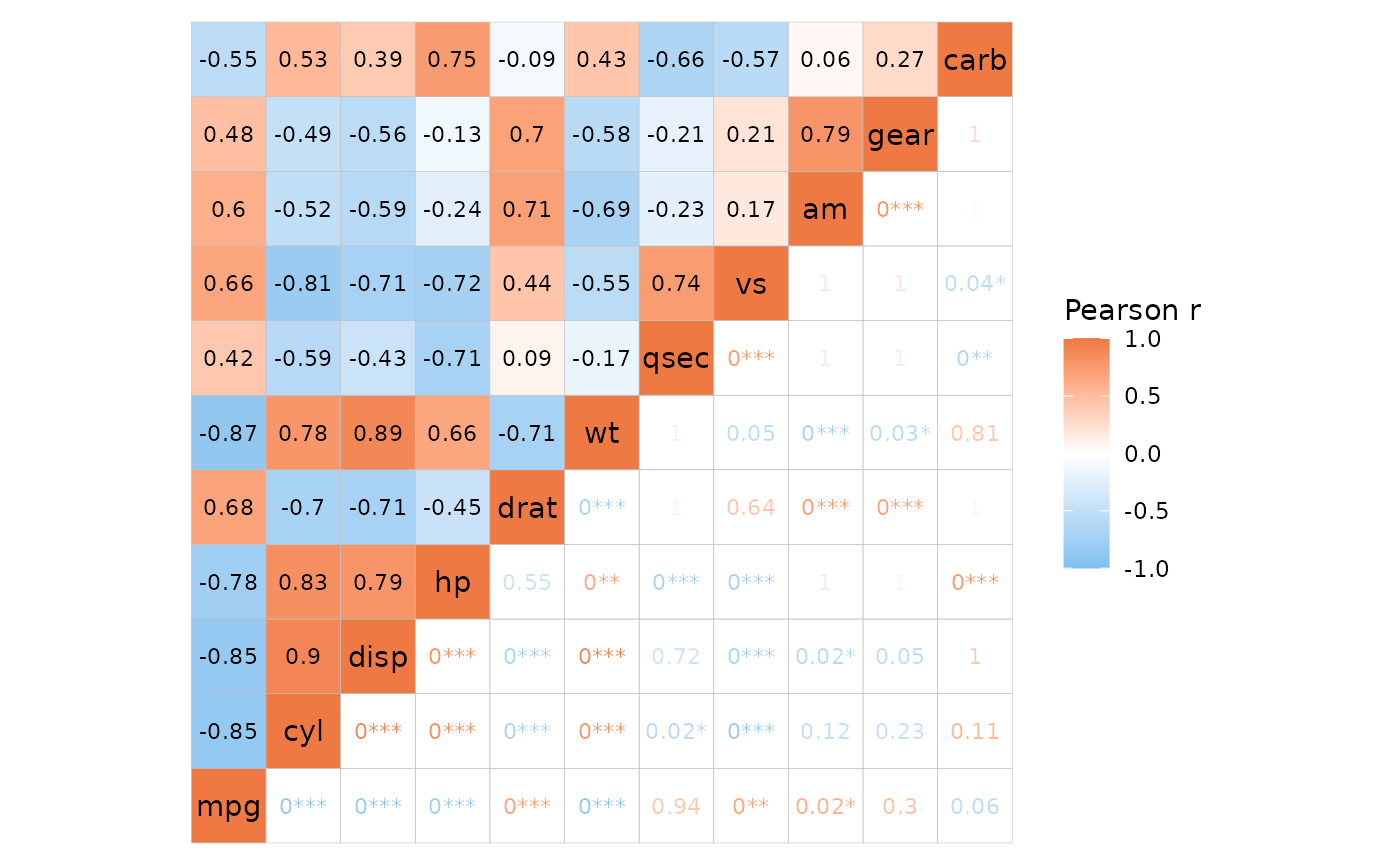 -0.55 0.53 0.39 0.75 -0.09 0.43 -0.66 -0.57 0.06 0.27 carb
0.48 -0.49 -0.56 -0.13 0.7 -0.58 -0.21 0.21 0.79 gear 1
0.6 -0.52 -0.59 -0.24 0.71 -0.69 -0.23 0.17 am 0*** 1
0.66 -0.81 -0.71 -0.72 0.44 -0.55 0.74 vs 1 1 0.04*
0.42 -0.59 -0.43 -0.71 0.09 -0.17 qsec 0*** 1 1 0**
-0.87 0.78 0.89 0.66 -0.71 wt 1 0.05 0*** 0.03* 0.81
0.68 -0.7 -0.71 -0.45 drat 0*** 1 0.64 0*** 0*** 1
-0.78 0.83 0.79 hp 0.55 0** 0*** 0*** 1 1 0***
-0.85 0.9 disp 0*** 0*** 0*** 0.72 0*** 0.02* 0.05 1
-0.85 cyl 0*** 0*** 0*** 0*** 0.02* 0*** 0.12 0.23 0.11
mpg 0*** 0*** 0*** 0*** 0*** 0.94 0** 0.02* 0.3 0.06
Pearson r
1.0
0.5
0.0
-0.5
-1.0